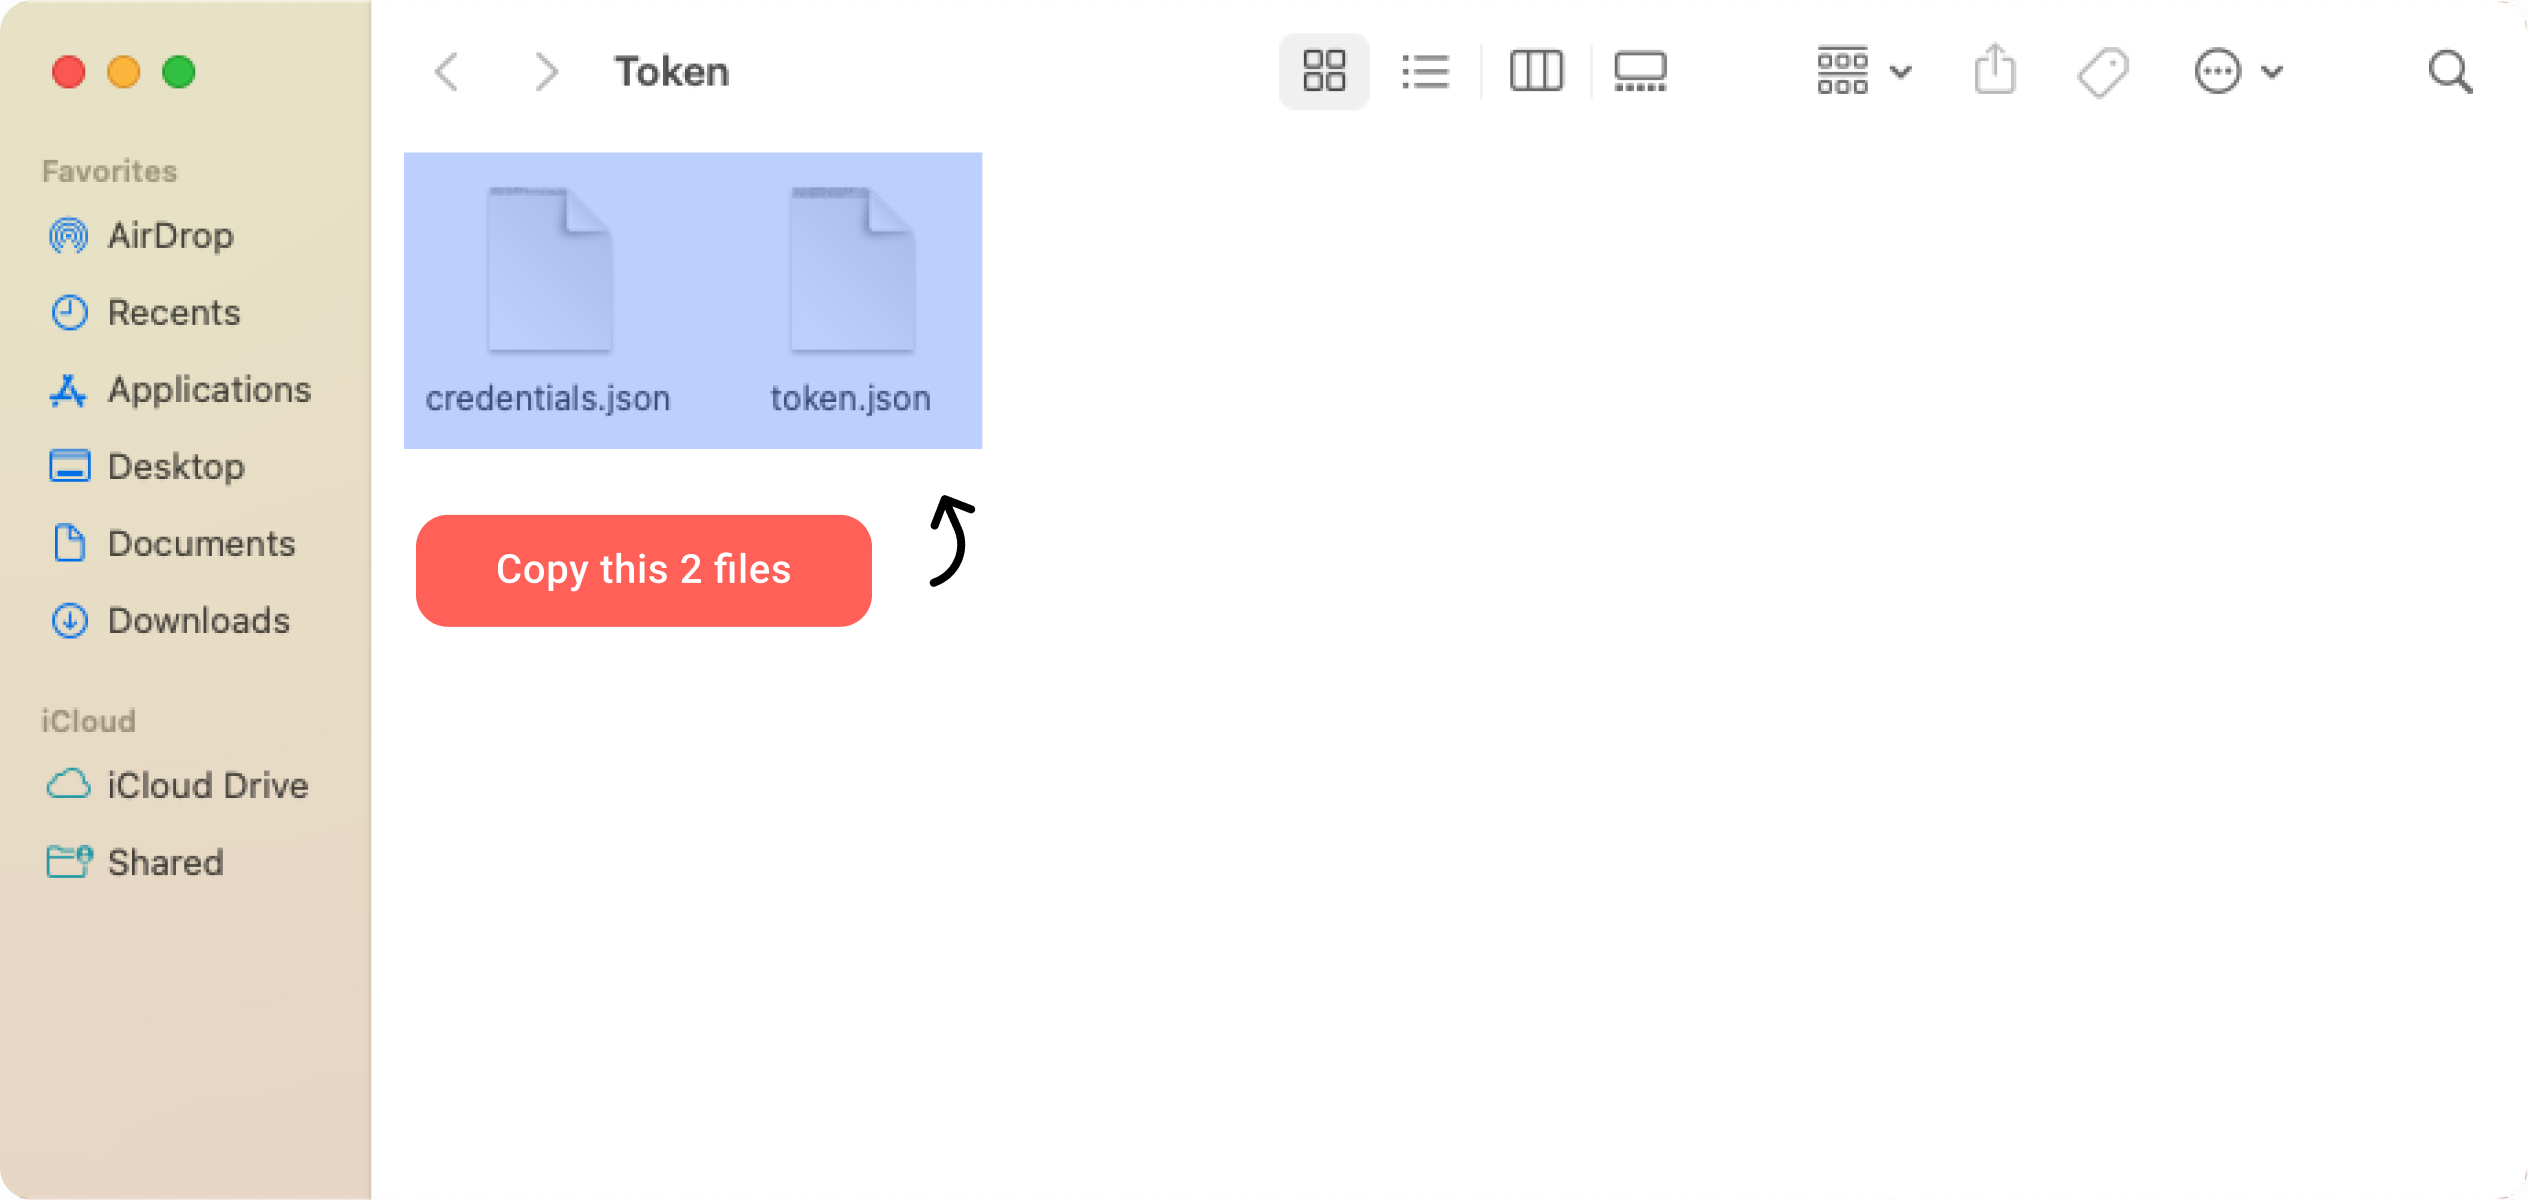 Token
Favorites
AirDrop
Recents
Applications
Desktop
Documents
Downloads
iCloud
iCloud Drive
Shared
credentials.json
token.json
Copy this 2 files